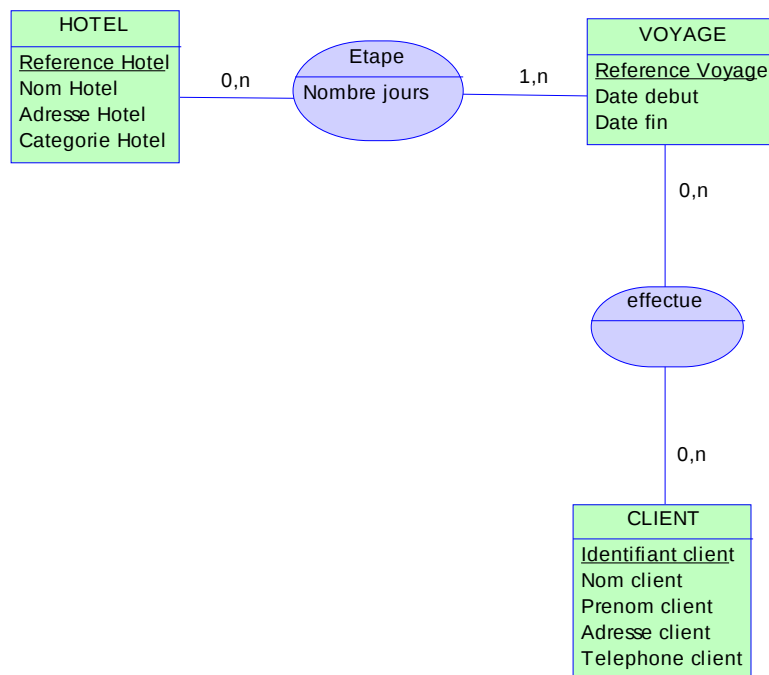 HOTEL
Reference Hotel
Nom Hotel
Adresse Hotel
Categorie Hotel
0,n
Etape
Nombre jours
1,n
VOYAGE
Reference Voyage
Date debut
Date fin
0,n
effectue
0,n
CLIENT
Identifiant client
Nom client
Prenom client
Adresse client
Telephone client